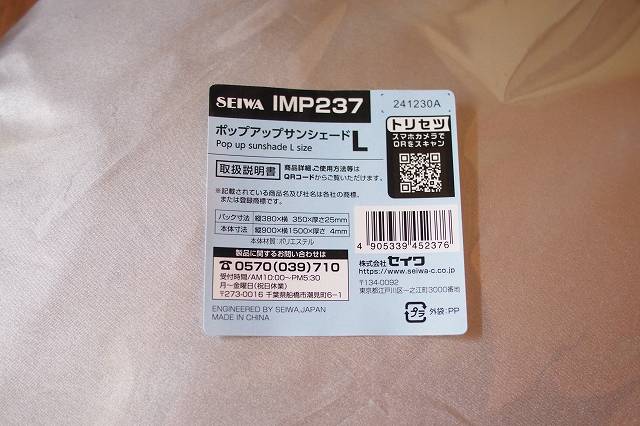 SEIWA IMP237
241230A
ポップアップサンシェード L
Pop up sunshade L size
取扱説明書 商品詳細、ご使用方法等は
QRコードからご覧いただけます。
※記載されている商品名及び社名は各社の商標、
または登録商標です。
パック寸法 縦380×横 350×厚さ25mm
本体寸法 縦900×横1500×厚さ 4mm
本体材質:ポリエステル
製品に関するお問い合わせは
☎0570(039)710
受付時間/AM10:00~PM5:30
月~金曜日(祝日休業)
〒273-0016 千葉県船橋市潮見町6-1
ENGINEERED BY SEIWA,JAPAN
MADE IN CHINA
トリセツ
スマホカメラで
QRをスキャン
4 905339 452376
株式会社 セイワ
https://www.seiwa-c.co.jp
〒134-0092
東京都江戸川区一之江町3000番地
プラ 外袋:PP